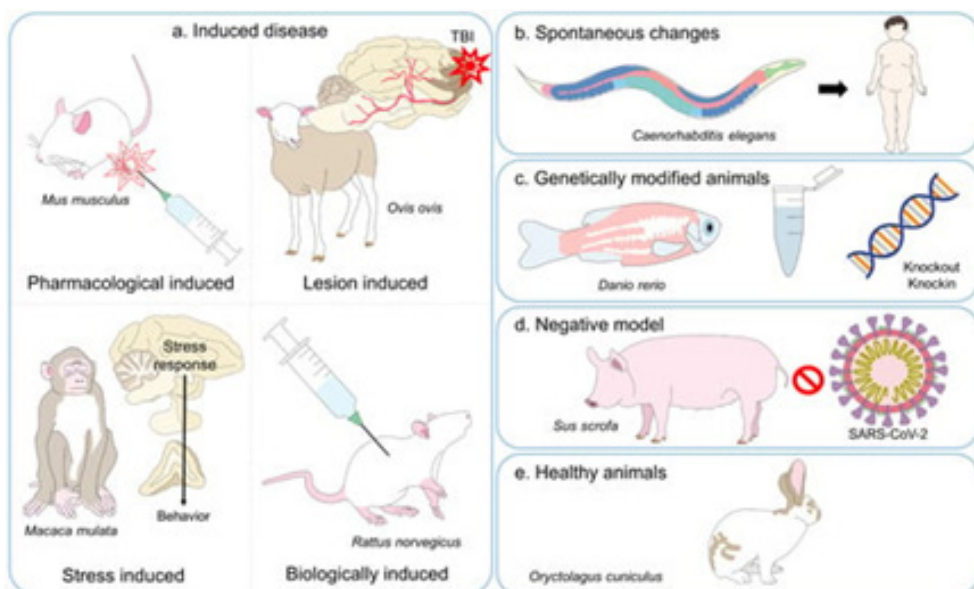 a. Induced disease
TBI
Mus musculus
Ovis ovis
Pharmacological induced
Lesion induced
Stress
response
Behavior
Macaca mulata
Rattus norvegicus
Stress induced
Biologically induced
b. Spontaneous changes
Caenorhabditis elegans
c. Genetically modified animals
Danio rerio
Knockout
Knockin
d. Negative model
Sus scrofa
SARS-CoV-2
e. Healthy animals
Oryctolagus cuniculus